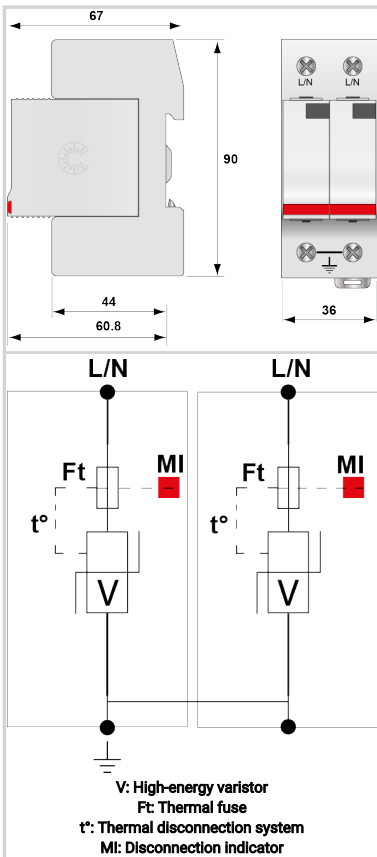 67
L/N L/N
90
44
60.8
36
L/N L/N
Ft MI Ft MI
t° t°
V V
V: High-energy varistor
Ft: Thermal fuse
t°: Thermal disconnection system
MI: Disconnection indicator